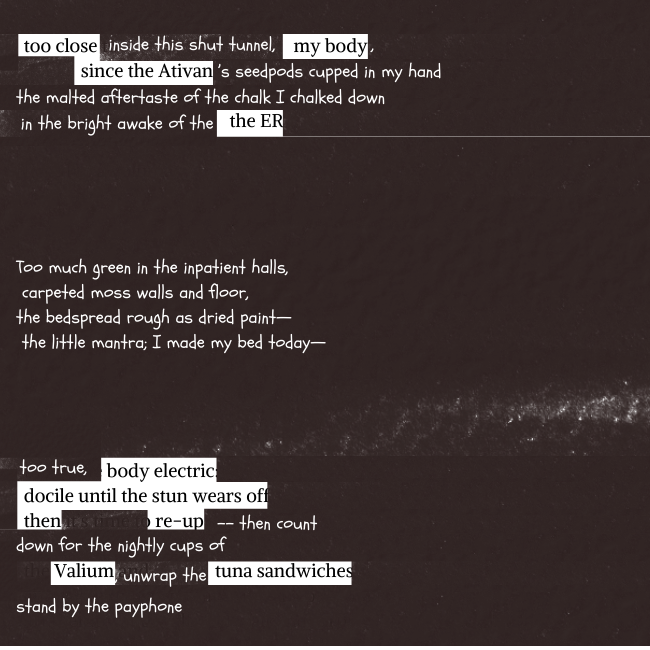 too close inside this shut tunnel, my body,
since the Ativan's seedpods cupped in my hand
the malted aftertaste of the chalk I chalked down
in the bright awake of the the ER
Too much green in the inpatient halls,
carpeted moss walls and floor,
the bedspread rough as dried paint—
the little mantra; I made my bed today—
too true, body electric
docile until the stun wears off
then re-up -- then count
down for the nightly cups of
Valium, unwrap the tuna sandwiches
stand by the payphone